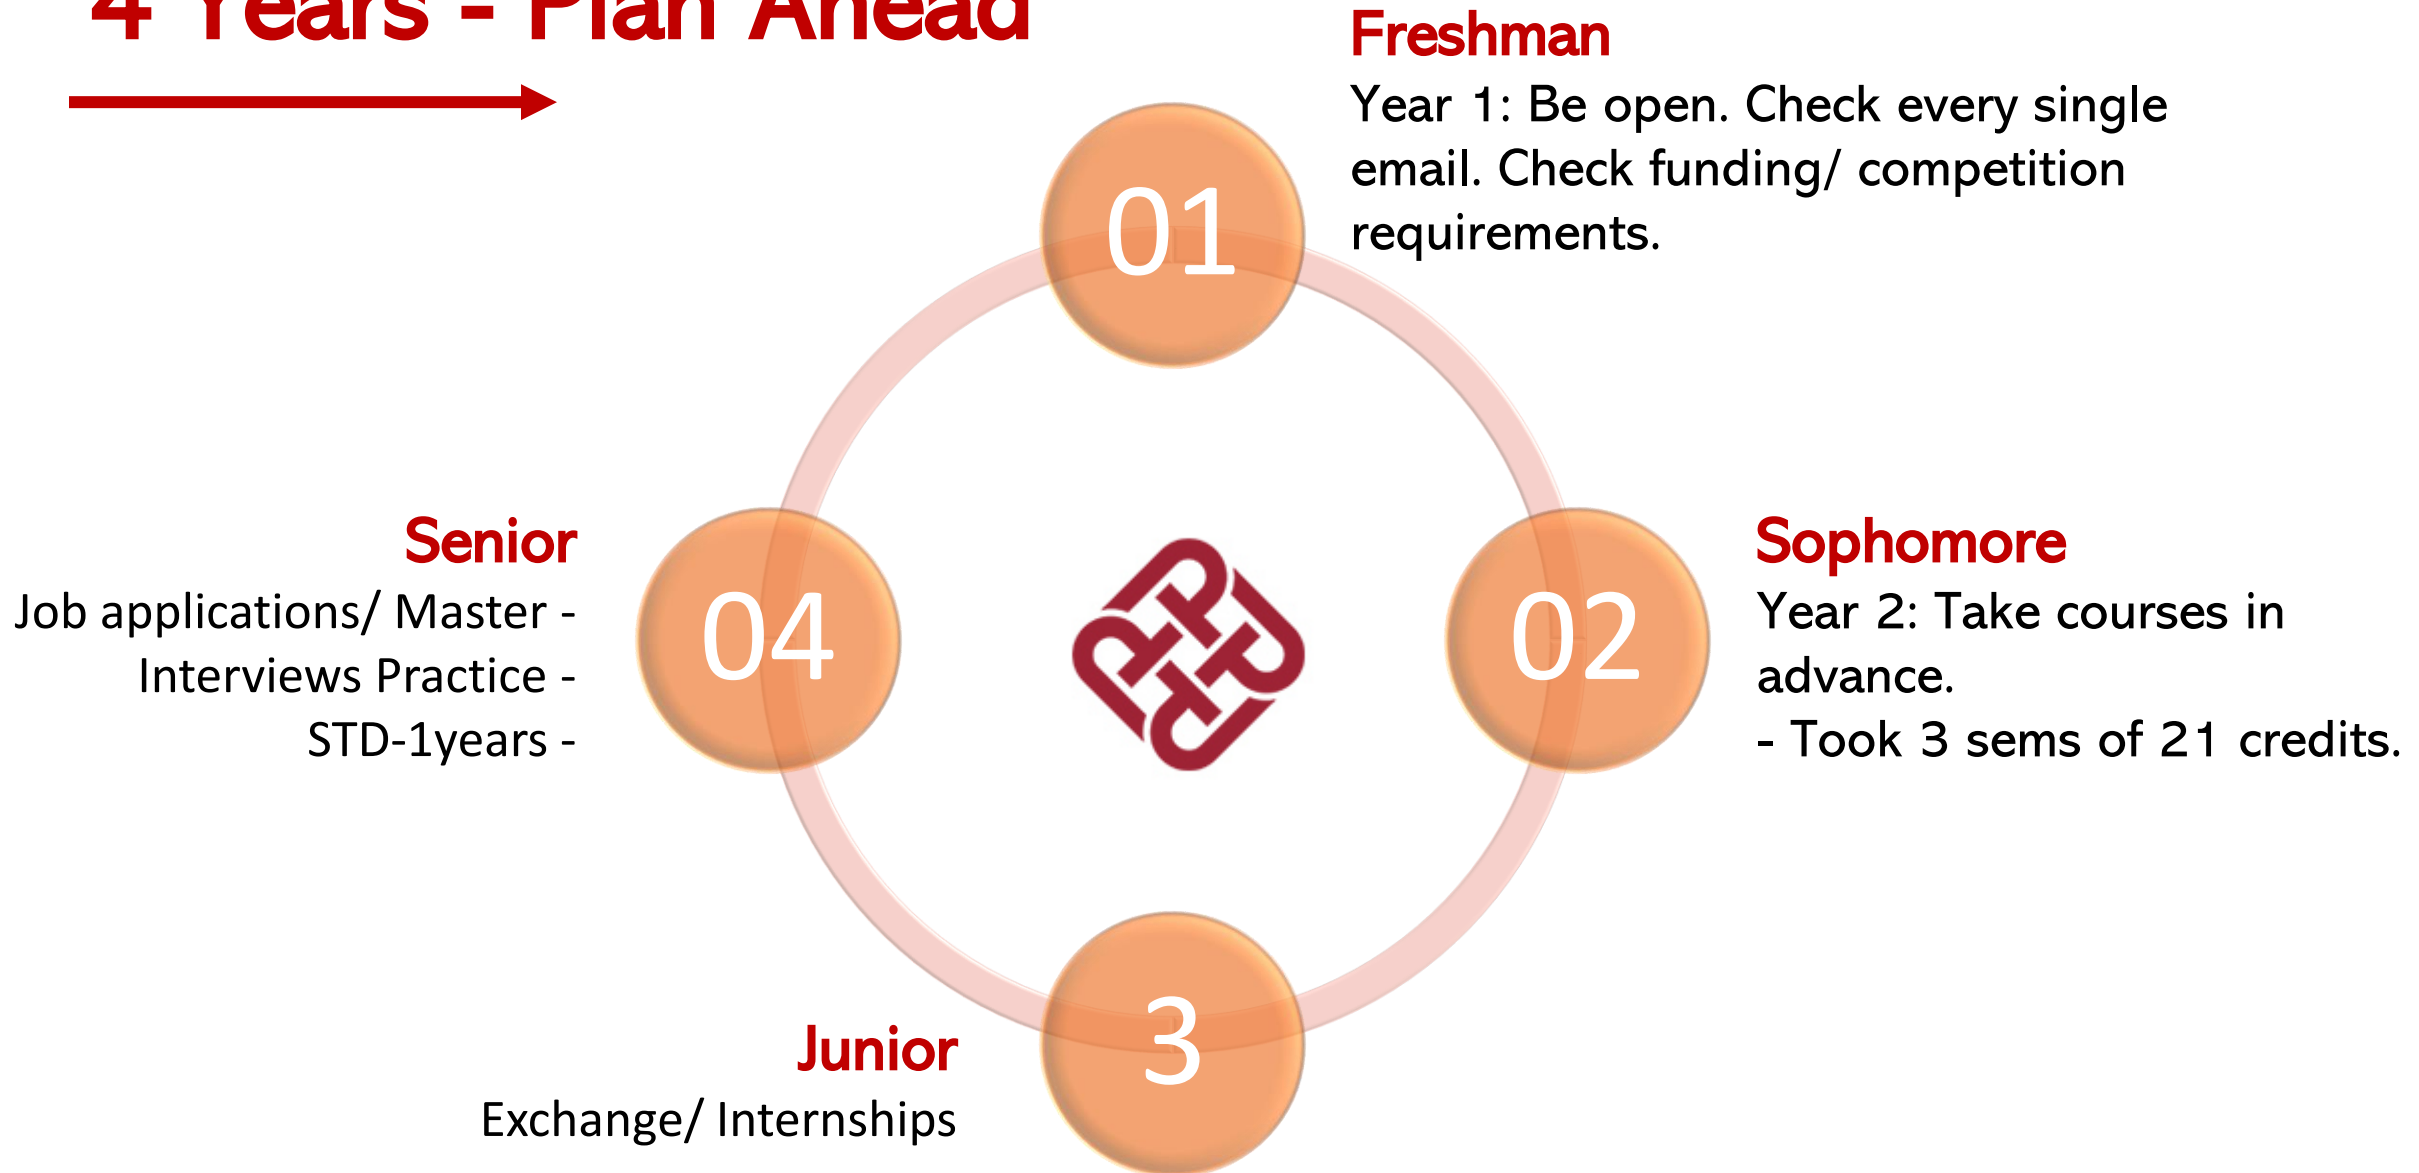 4 Years - Plan Ahead
Freshman
Year 1: Be open. Check every single
email. Check funding/ competition
requirements.
01
Senior
Job applications/ Master -
Interviews Practice -
STD-1years -
04
02
Sophomore
Year 2: Take courses in
advance.
- Took 3 sems of 21 credits.
3
Junior
Exchange/ Internships